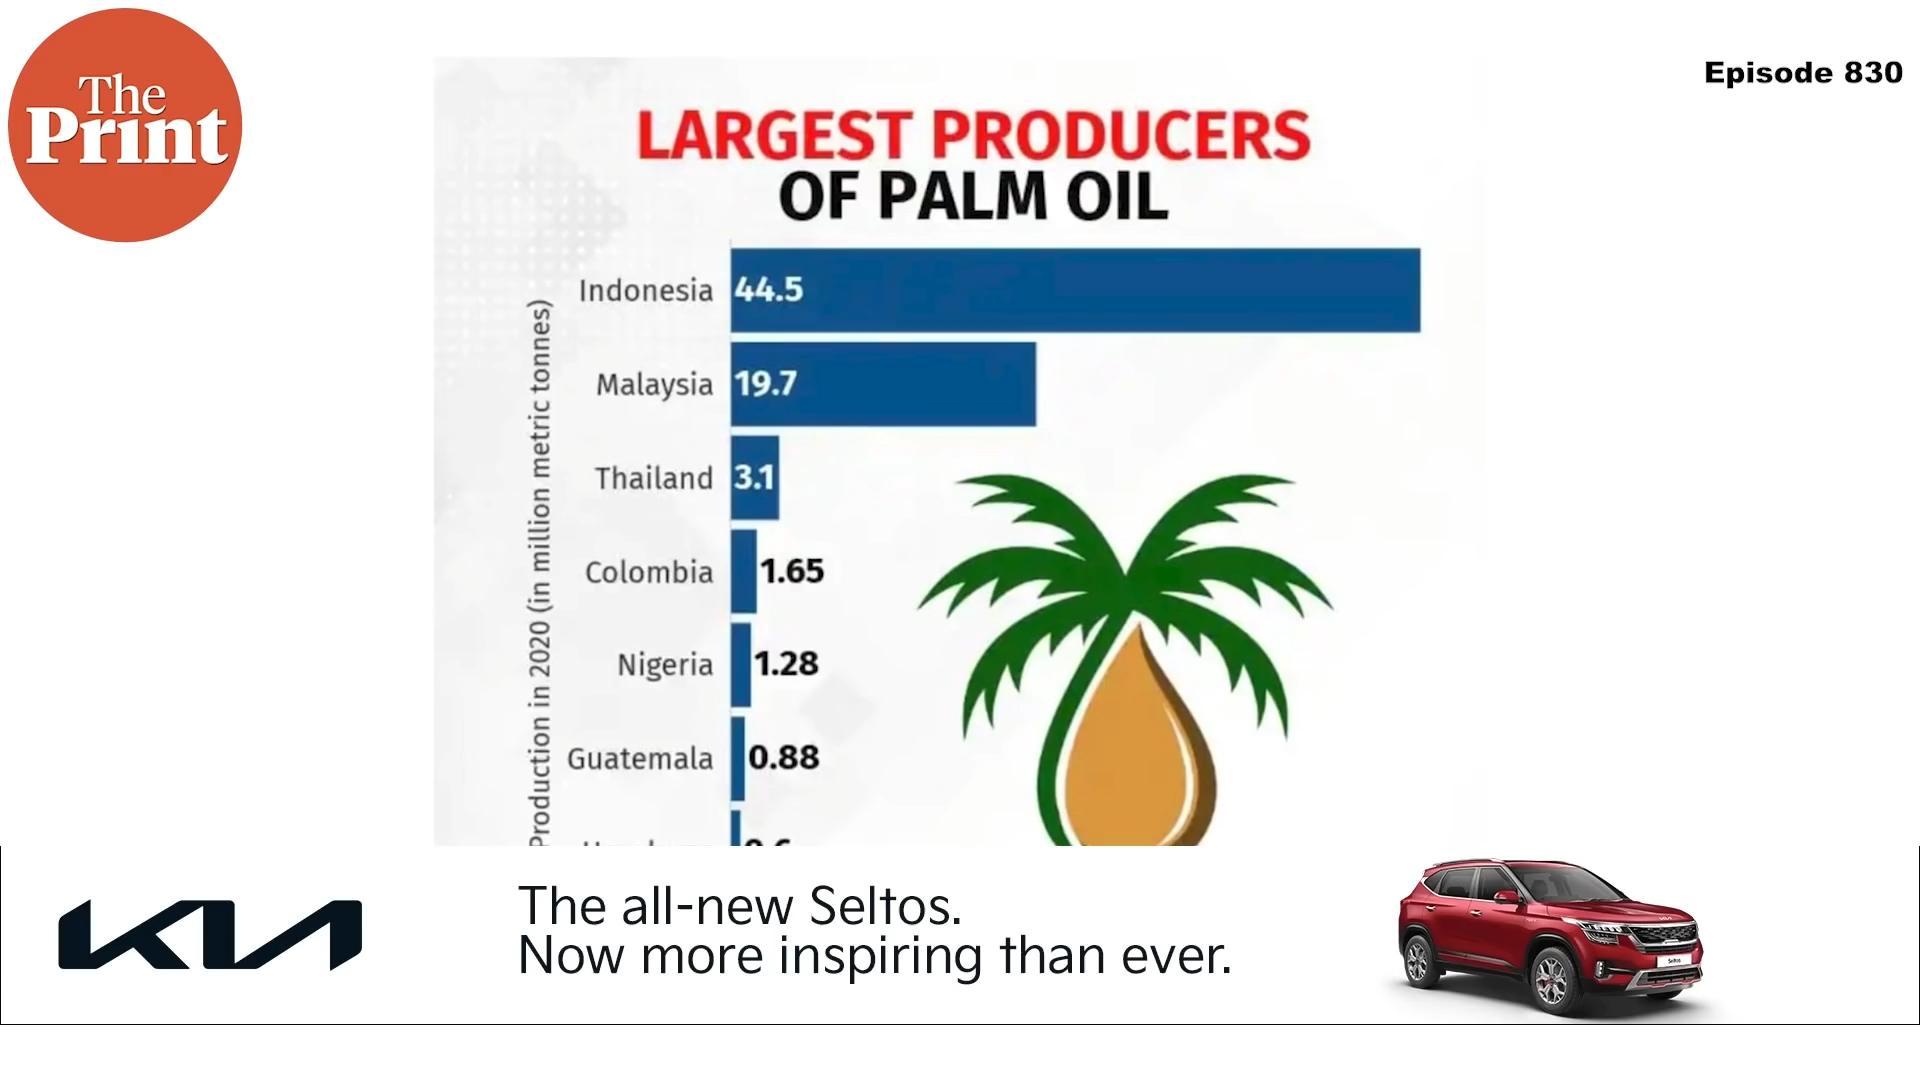 The
Print
Episode 830
LARGEST PRODUCERS
OF PALM OIL
Production in 2020 (in million metric tonnes)
Indonesia 44.5
Malaysia 19.7
Thailand 3.1
Colombia 1.65
Nigeria 1.28
Guatemala 0.88
KIA
The all-new Seltos.
Now more inspiring than ever.
Seltos